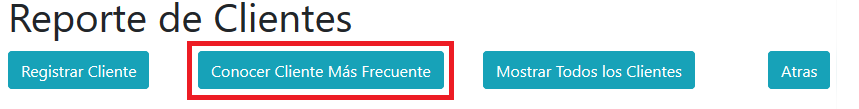 Reporte de Clientes
Registrar Cliente Conocer Cliente Más Frecuente Mostrar Todos los Clientes Atras